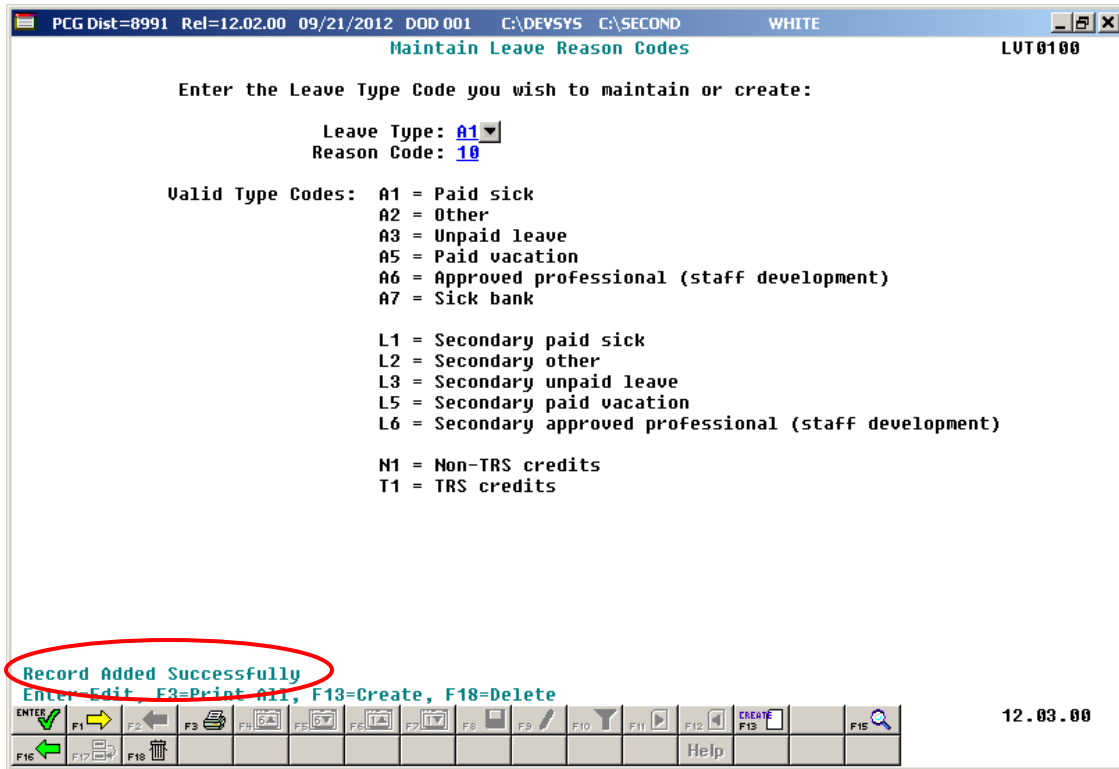 PCG Dist=8991 Rel=12.02.00 09/21/2012 DOD 001 C:\DEVSYS C:\SECOND WHITE
Maintain Leave Reason Codes LVT0100
Enter the Leave Type Code you wish to maintain or create:
Leave Type: A1
Reason Code: 10
Valid Type Codes: A1 = Paid sick
A2 = Other
A3 = Unpaid leave
A5 = Paid vacation
A6 = Approved professional (staff development)
A7 = Sick bank
L1 = Secondary paid sick
L2 = Secondary other
L3 = Secondary unpaid leave
L5 = Secondary paid vacation
L6 = Secondary approved professional (staff development)
N1 = Non-TRS credits
T1 = TRS credits
Record Added Successfully
Enter=Edit, F3=Print All, F13=Create, F18=Delete
ENTER F1 F2 F3 F4 F5 F6 F7 F8 F9 F10 F11 F12 CREATE F13 F15 12.03.00
F16 F17 F18 Help